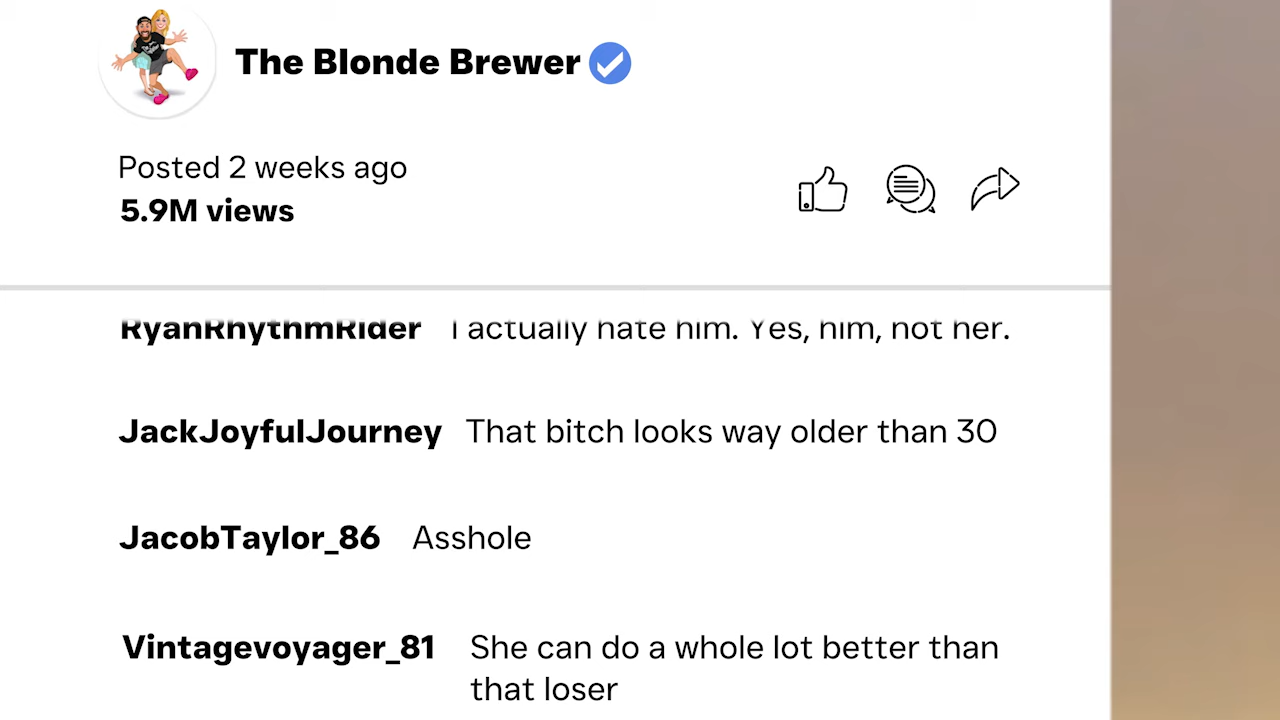 The Blonde Brewer
Posted 2 weeks ago
5.9M views
RyanRhythmRider I actually hate him. Yes, him, not her.
JackJoyfulJourney That bitch looks way older than 30
JacobTaylor_86 Asshole
Vintagevoyager_81 She can do a whole lot better than
that loser